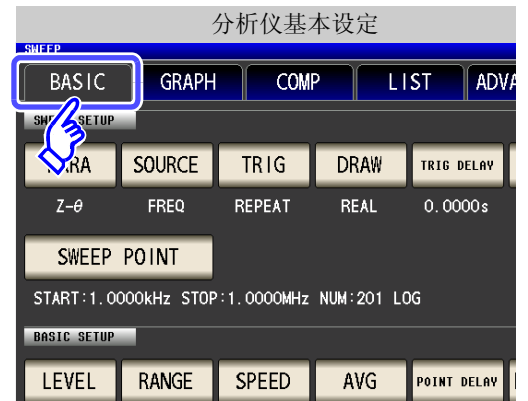 分析仪基本设定
SWEEP
BASIC GRAPH COMP LIST ADVA
SETUP
PARA SOURCE TRIG DRAW TRIG DELAY
Z-θ FREQ REPEAT REAL 0.0000s
SWEEP POINT
START:1.0000kHz STOP:1.0000MHz NUM:201 LOG
BASIC SETUP
LEVEL RANGE SPEED AVG POINT DELAY